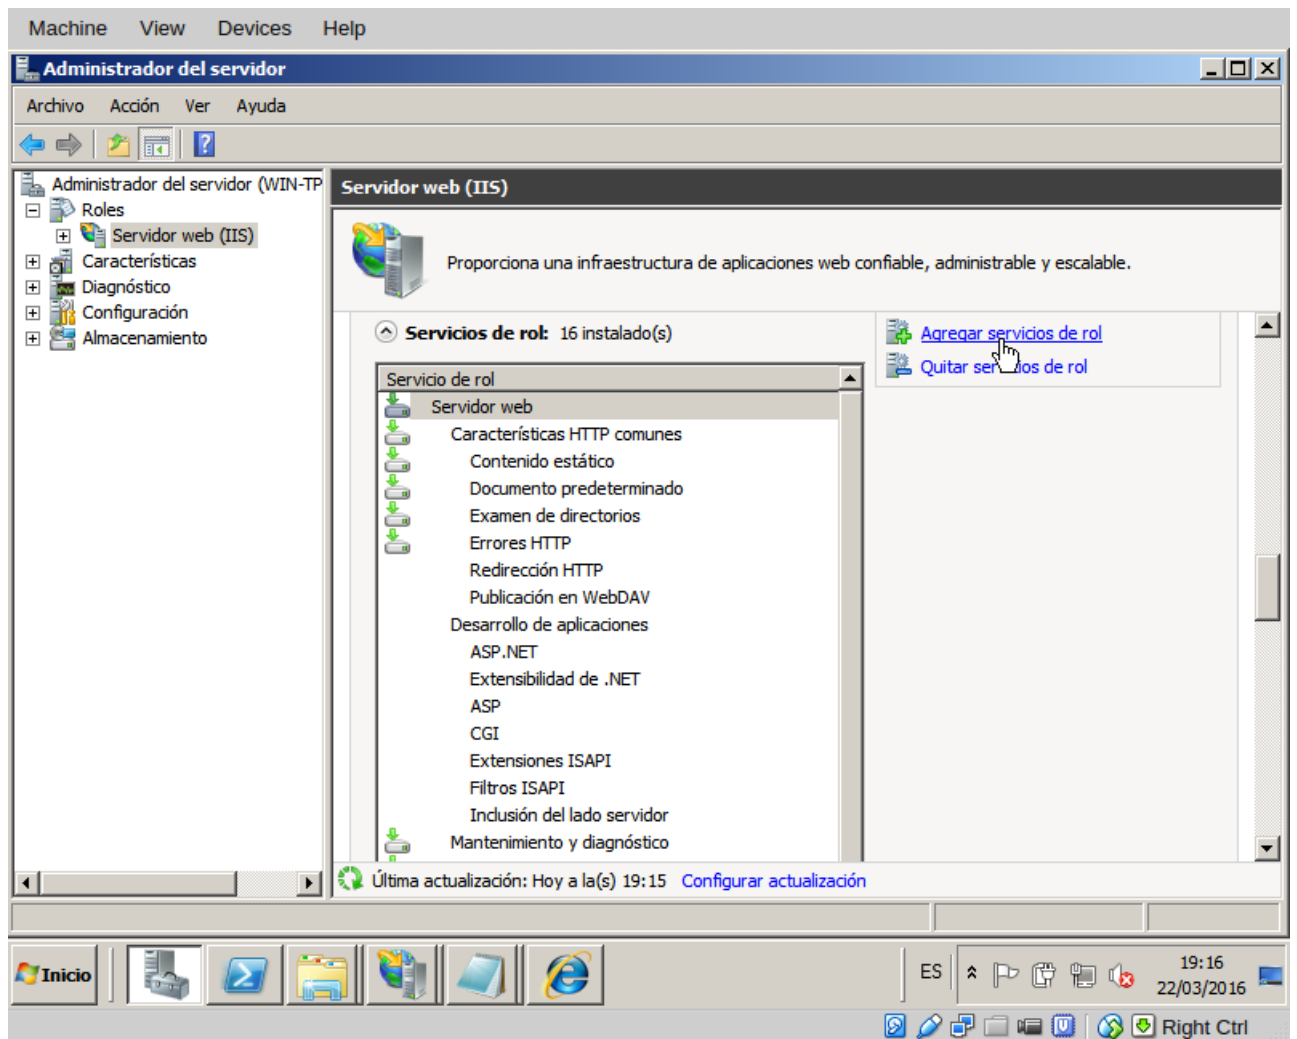 Machine View Devices Help
Administrador del servidor
Archivo Acción Ver Ayuda
Administrador del servidor (WIN-TP
Roles
Servidor web (IIS)
Características
Diagnóstico
Configuración
Almacenamiento
Servidor web (IIS)
Proporciona una infraestructura de aplicaciones web confiable, administrable y escalable.
Servicios de rol: 16 instalado(s)
Agregar servicios de rol
Quitar servicios de rol
Servicio de rol
Servidor web
Características HTTP comunes
Contenido estático
Documento predeterminado
Examen de directorios
Errores HTTP
Redirección HTTP
Publicación en WebDAV
Desarrollo de aplicaciones
ASP.NET
Extensibilidad de .NET
ASP
CGI
Extensiones ISAPI
Filtros ISAPI
Inclusión del lado servidor
Mantenimiento y diagnóstico
Última actualización: Hoy a la(s) 19:15 Configurar actualización
Inicio
ES
19:16
22/03/2016
Right Ctrl